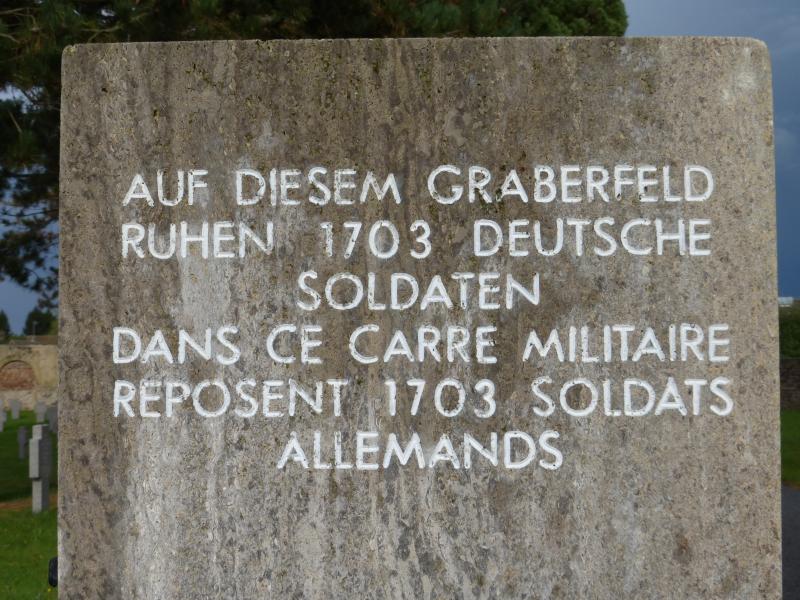 AUF DIESEM GRABERFELD
RUHEN 1703 DEUTSCHE
SOLDATEN
DANS CE CARRE MILITAIRE
REPOSENT 1703 SOLDATS
ALLEMANDS